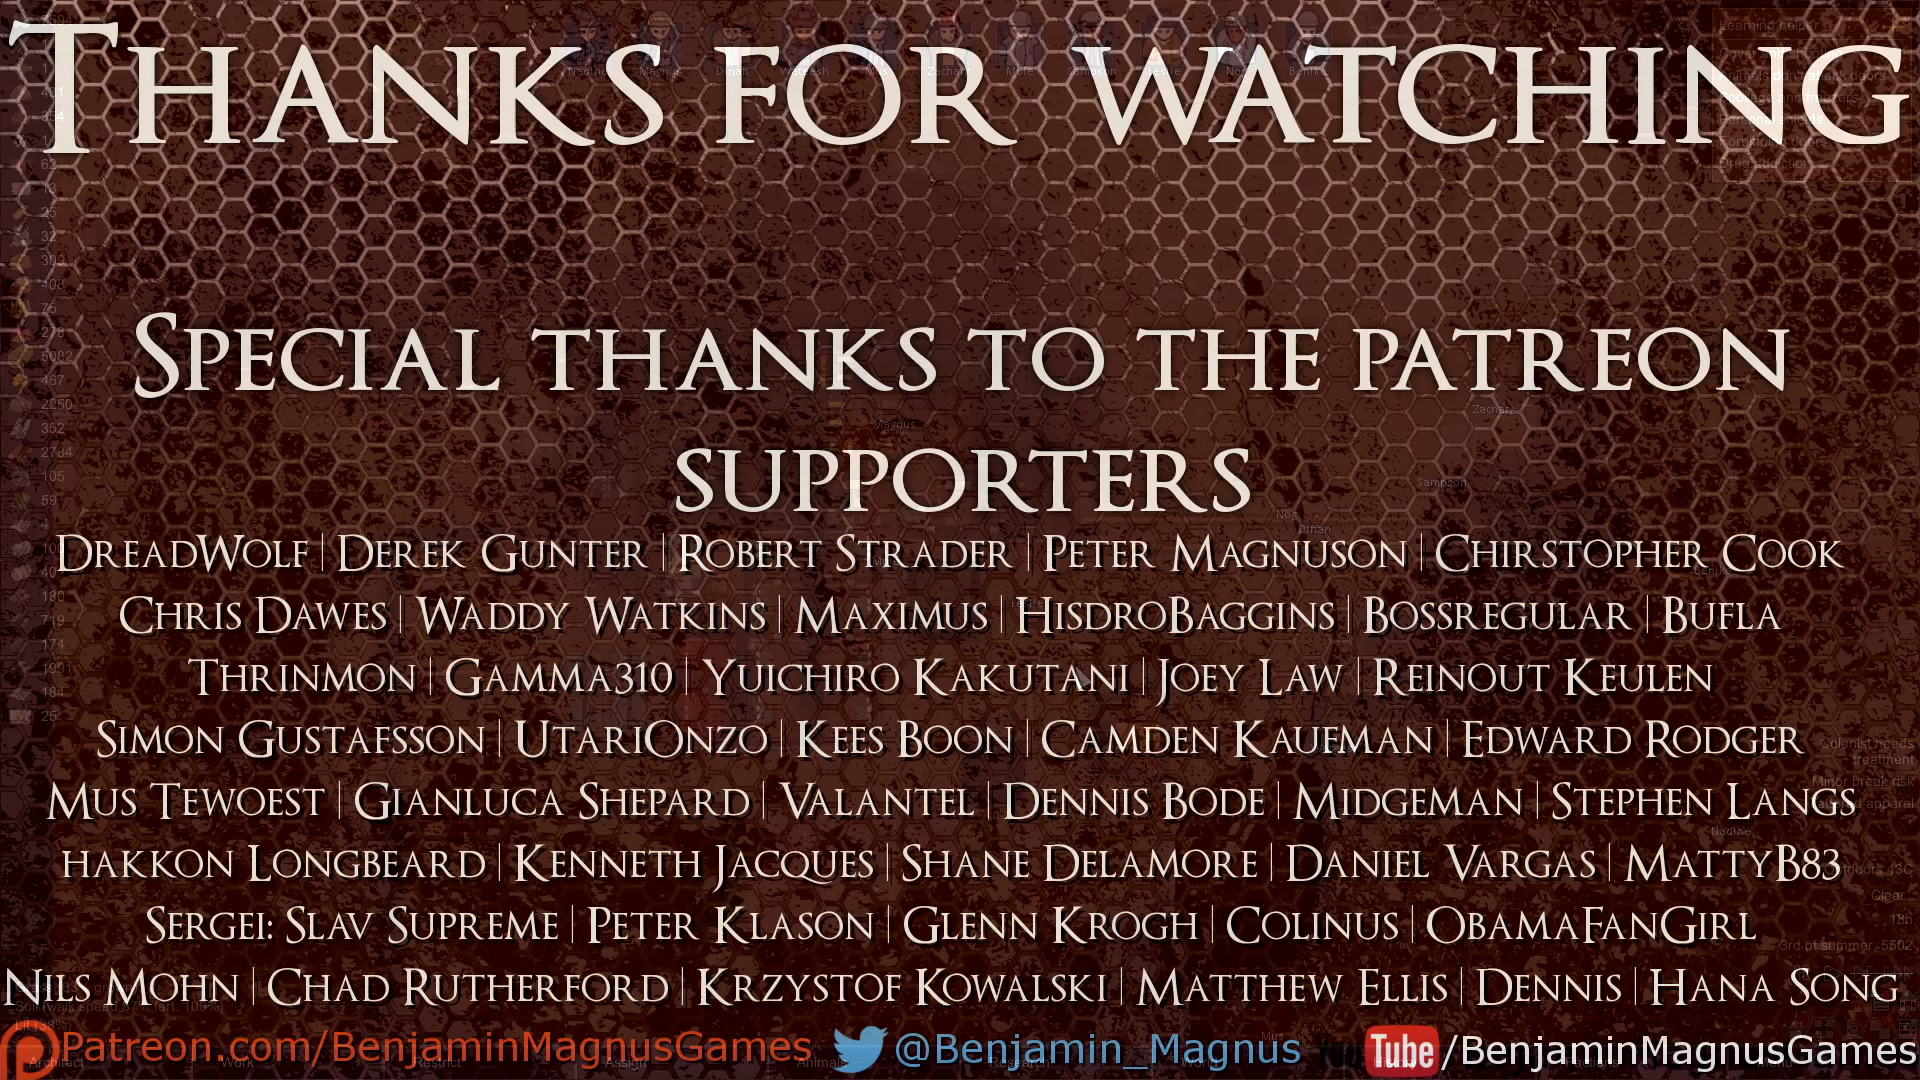 Thanks for watching
Special thanks to the patreon
supporters
DreadWolf | Derek Gunter | Robert Strader | Peter Magnuson | Chirstopher Cook
Chris Dawes | Waddy Watkins | Maximus | HisdroBaggins | Bossregular | Bufla
Thrinmon | Gamma310 | Yuichiro Kakutani | Joey Law | Reinout Keulen
Simon Gustafsson | UtariOnzo | Kees Boon | Camden Kaufman | Edward Rodger
Mus Tewoest | Gianluca Shepard | Valantel | Dennis Bode | Midgeman | Stephen Langs
hakkon Longbeard | Kenneth Jacques | Shane Delamore | Daniel Vargas | MattyB83
Sergei: Slav Supreme | Peter Klason | Glenn Krogh | Colinus | ObamaFanGirl
Nils Mohn | Chad Rutherford | Krzystof Kowalski | Matthew Ellis | Dennis | Hana Song
Patreon.com/BenjaminMagnusGames @Benjamin_Magnus YouTube /BenjaminMagnusGames